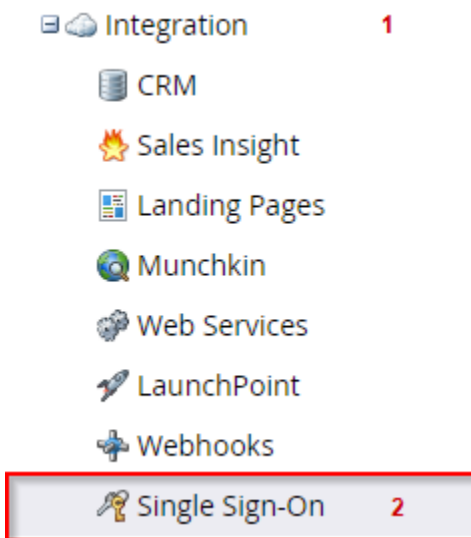 Integration 1
CRM
Sales Insight
Landing Pages
Munchkin
Web Services
LaunchPoint
Webhooks
Single Sign-On 2